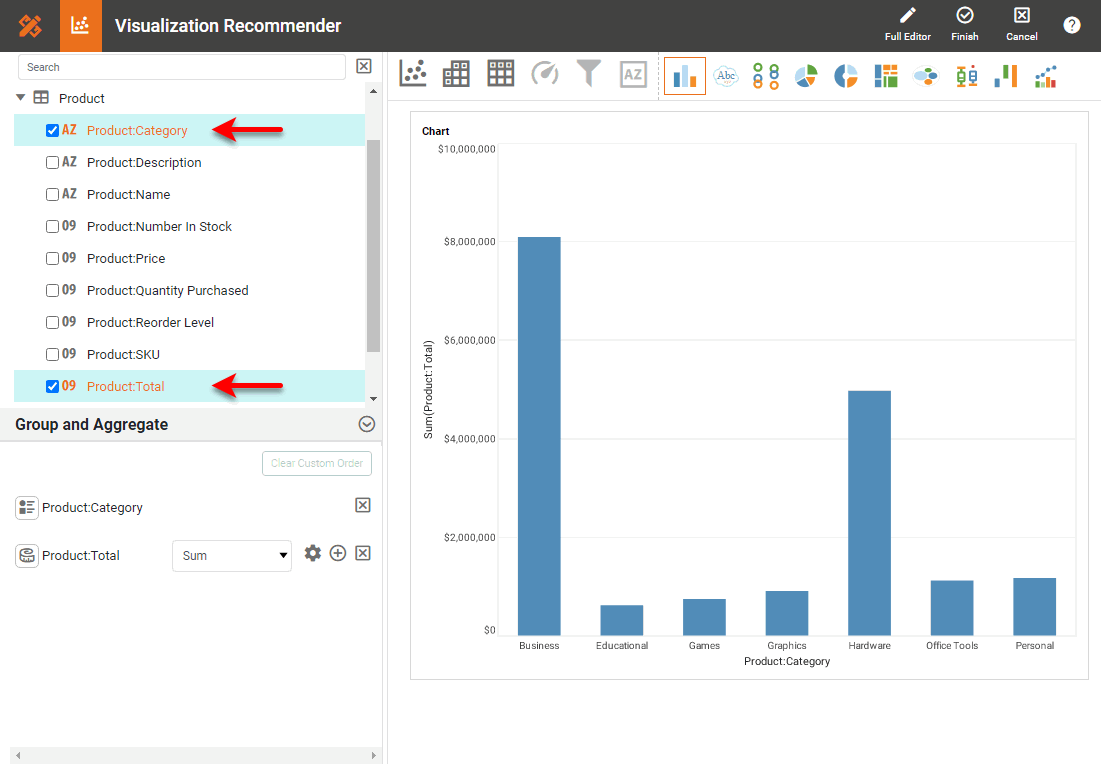 Visualization Recommender
Full Editor
Finish
Cancel
?
Search
Product
AZ Product:Category
AZ Product:Description
AZ Product:Name
09 Product:Number In Stock
09 Product:Price
09 Product:Quantity Purchased
09 Product:Reorder Level
09 Product:SKU
09 Product:Total
Group and Aggregate
Clear Custom Order
Product:Category
Product:Total
Sum
AZ
Abc
Chart
$10,000,000
$8,000,000
$6,000,000
$4,000,000
$2,000,000
$0
Sum(Product:Total)
Business Educational Games Graphics Hardware Office Tools Personal
Product:Category